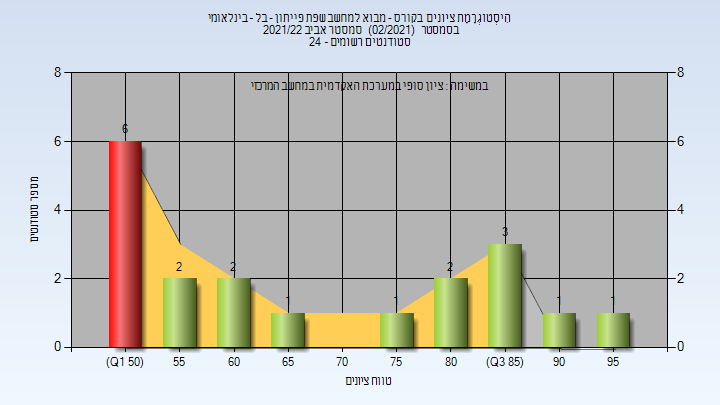 היסטוגרמת ציונים בקורס - מבוא למחשב שפת פייתון - בל - בינלאומי
בסמסטר (02/2021) סמסטר אביב 2021/22
סטודנטים רשומים - 24
במשימה : ציון סופי במערכת האקדמית במחשב המרכזי
מספר סטודנטים
8 8
6 6
4 4
2 2
0 0
6 2 2 1 1 2 3 1 1
(Q1 50) 55 60 65 70 75 80 (Q3 85) 90 95
טווח ציונים